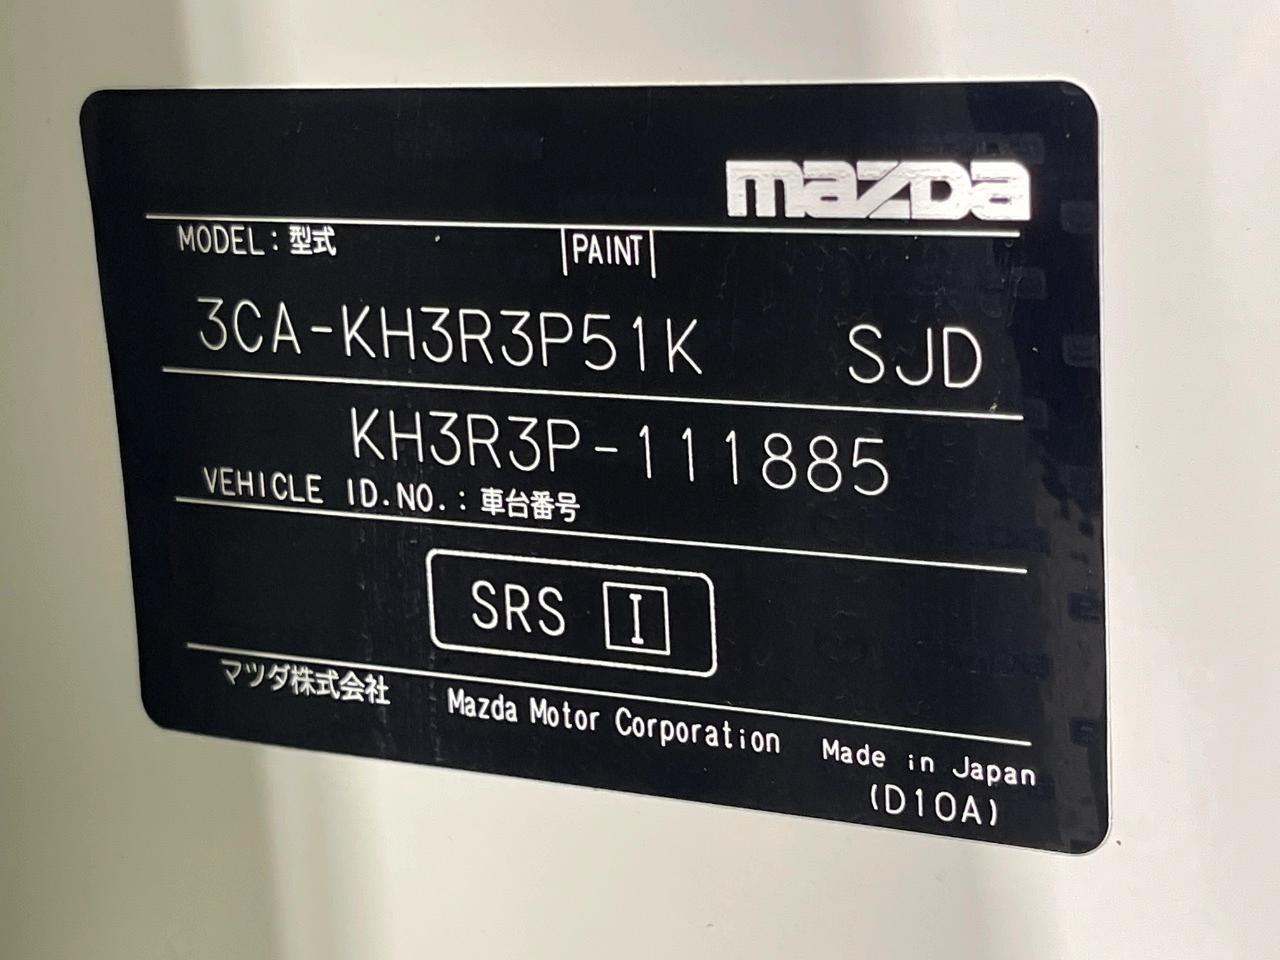 mazda
MODEL : 型式 PAINT
3CA-KH3R3P51K SJD
KH3R3P-111885
VEHICLE ID.NO. : 車台番号
SRS I
マツダ株式会社 Mazda Motor Corporation Made in Japan
(D10A)